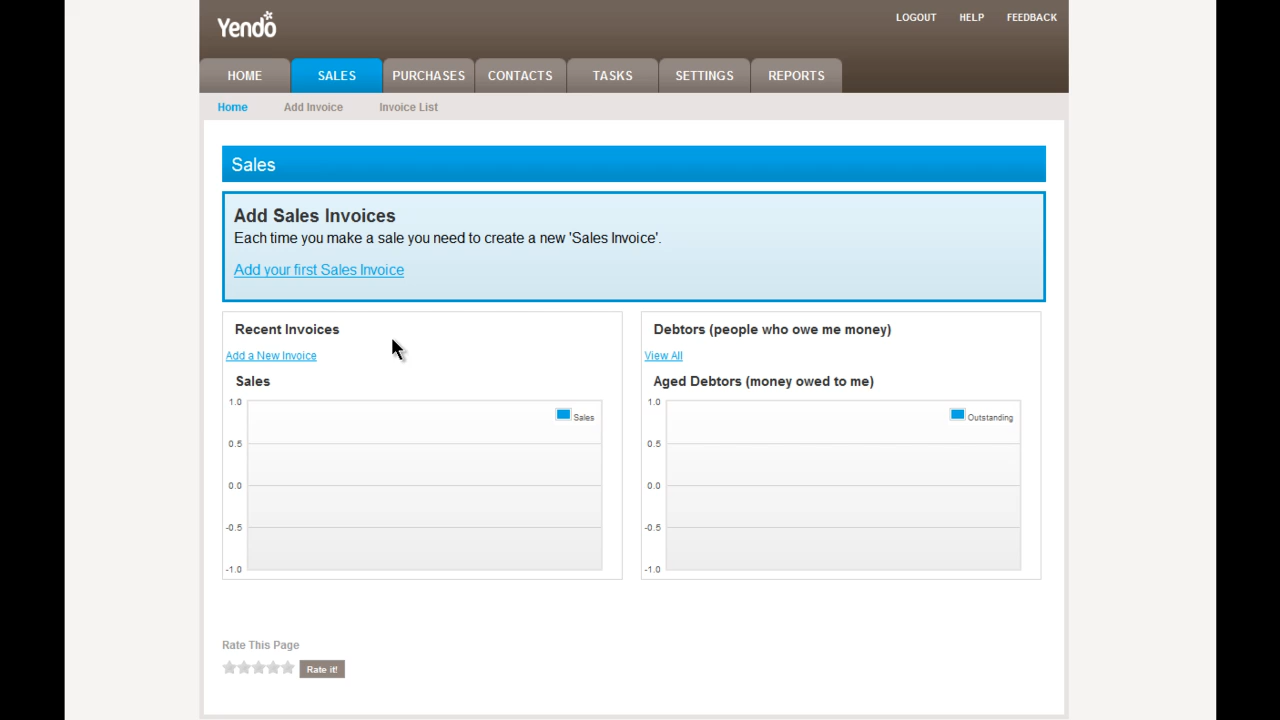 Yendo
LOGOUT HELP FEEDBACK
HOME SALES PURCHASES CONTACTS TASKS SETTINGS REPORTS
Home Add Invoice Invoice List
Sales
Add Sales Invoices
Each time you make a sale you need to create a new 'Sales Invoice'.
Add your first Sales Invoice
Recent Invoices
Add a New Invoice
Sales
1.0
0.5
0.0
-0.5
-1.0
Sales
Debtors (people who owe me money)
View All
Aged Debtors (money owed to me)
1.0
0.5
0.0
-0.5
-1.0
Outstanding
Rate This Page
Rate it!